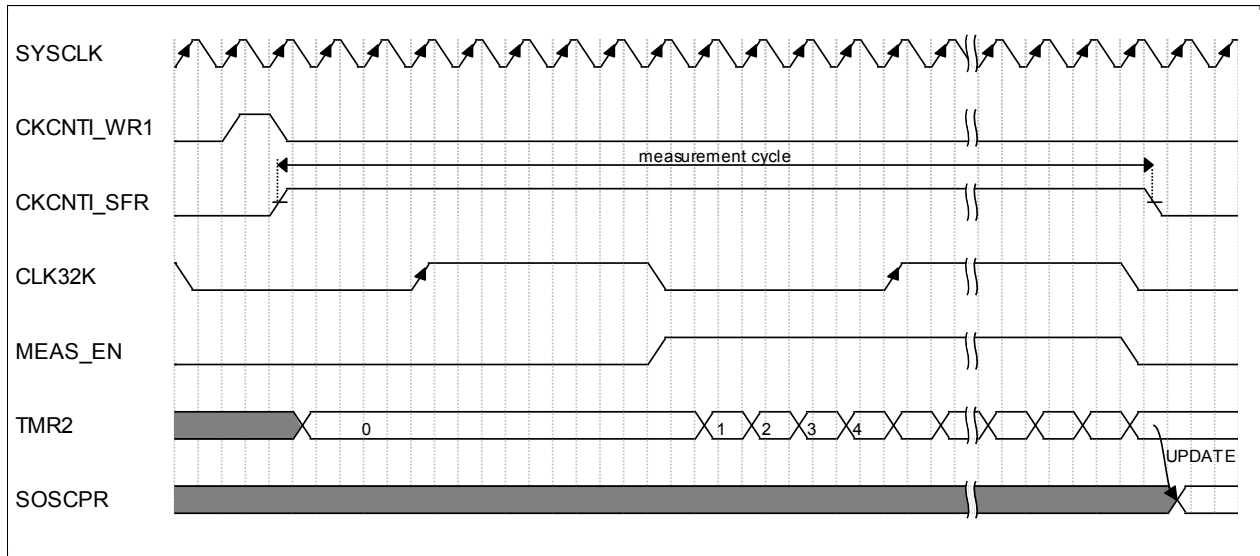 SYSCLK
CKCNTI_WR1
measurement cycle
CKCNTI_SFR
CLK32K
MEAS_EN
TMR2
0 1 2 3 4
UPDATE
SOSCPR